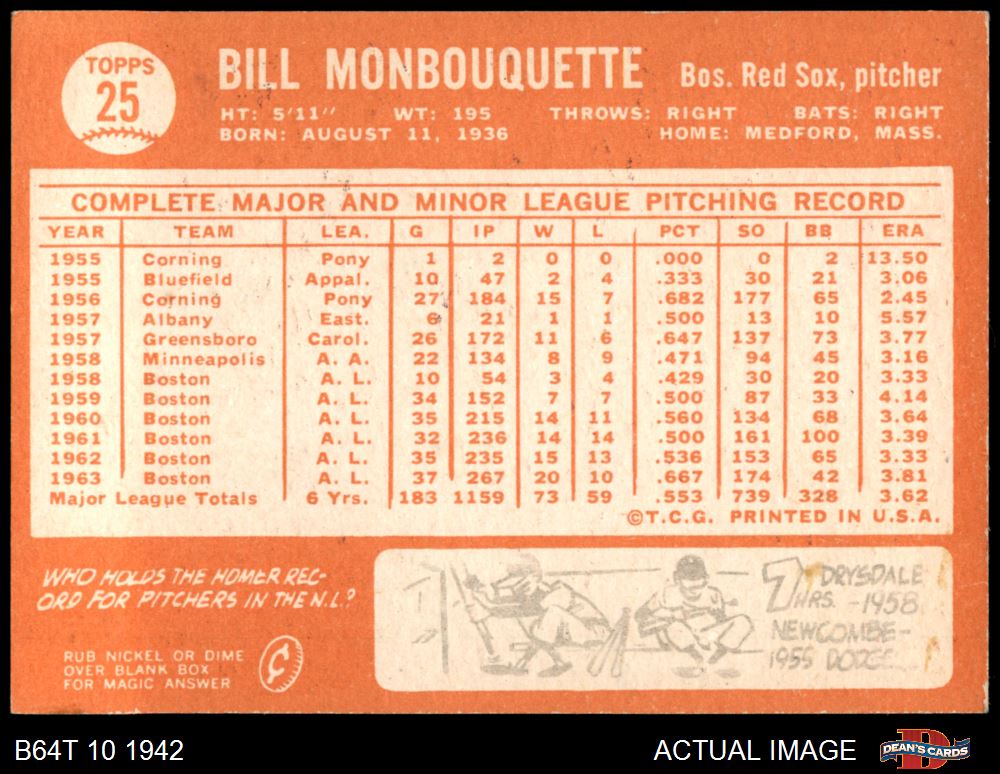 TOPPS
25
BILL MONBOUQUETTE Bos. Red Sox, pitcher
HT: 5'11" WT: 195 THROWS: RIGHT BATS: RIGHT
BORN: AUGUST 11, 1936 HOME: MEDFORD, MASS.
COMPLETE MAJOR AND MINOR LEAGUE PITCHING RECORD
YEAR TEAM LEA. G IP W L PCT SO BB ERA
1955 Corning Pony 1 2 0 0 .000 0 2 13.50
1955 Bluefield Appal. 10 47 2 4 .333 30 21 3.06
1956 Corning Pony 27 184 15 7 .682 177 65 2.45
1957 Albany East. 6 21 1 1 .500 13 10 5.57
1957 Greensboro Carol. 26 172 11 6 .647 137 73 3.77
1958 Minneapolis A. A. 22 134 8 9 .471 94 45 3.16
1958 Boston A. L. 10 54 3 4 .429 30 20 3.33
1959 Boston A. L. 34 152 7 7 .500 87 33 4.14
1960 Boston A. L. 35 215 14 11 .560 134 68 3.64
1961 Boston A. L. 32 236 14 14 .500 161 100 3.39
1962 Boston A. L. 35 235 15 13 .536 153 65 3.33
1963 Boston A. L. 37 267 20 10 .667 174 42 3.81
Major League Totals 6 Yrs. 183 1159 73 59 .553 739 328 3.62
©T.C.G. PRINTED IN U.S.A.
WHO HOLDS THE HOMER REC-
ORD FOR PITCHERS IN THE N.L.?
RUB NICKEL OR DIME
OVER BLANK BOX
FOR MAGIC ANSWER
¢
7 DRYSDALE
HRS. -1958
NEWCOMBE-
1955
B64T 10 1942 ACTUAL IMAGE DEAN'S CARDS